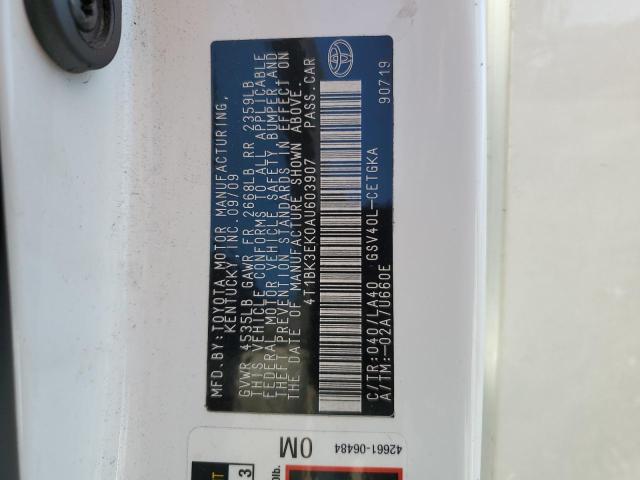 MFD.BY:TOYOTA MOTOR MANUFACTURING,
KENTUCKY, INC.09/09
GVWR 4535LB GAWR FR 2668LB RR 2359LB
THIS VEHICLE CONFORMS TO ALL APPLICABLE
FEDERAL MOTOR VEHICLE SAFETY, BUMPER, AND
THEFT PREVENTION STANDARDS IN EFFECT ON
THE DATE OF MANUFACTURE SHOWN ABOVE.
4T1BK3EK0AU603907 PASS.CAR
C/TR:040/LA40 GSV40L-CETGKA
A/TM:-02A/U660E 90719
42661-06484
0M
3